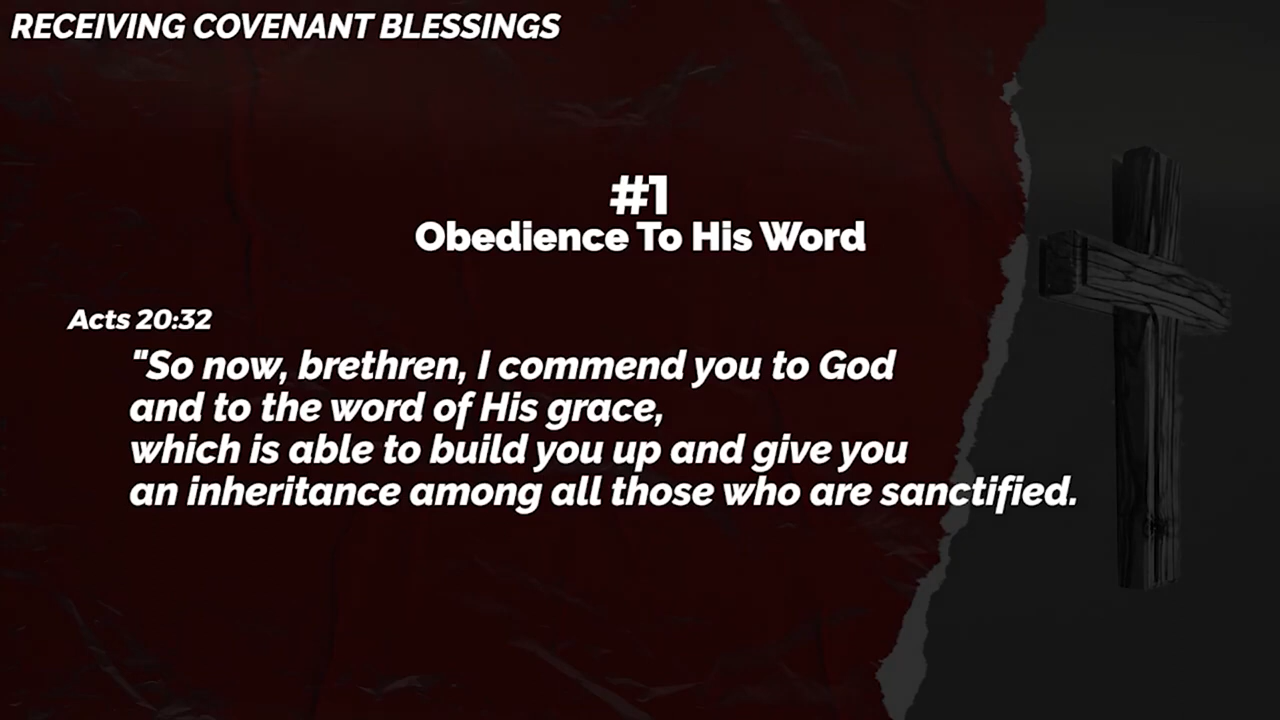 RECEIVING COVENANT BLESSINGS
#1
Obedience To His Word
Acts 20:32
"So now, brethren, I commend you to God
and to the word of His grace,
which is able to build you up and give you
an inheritance among all those who are sanctified.